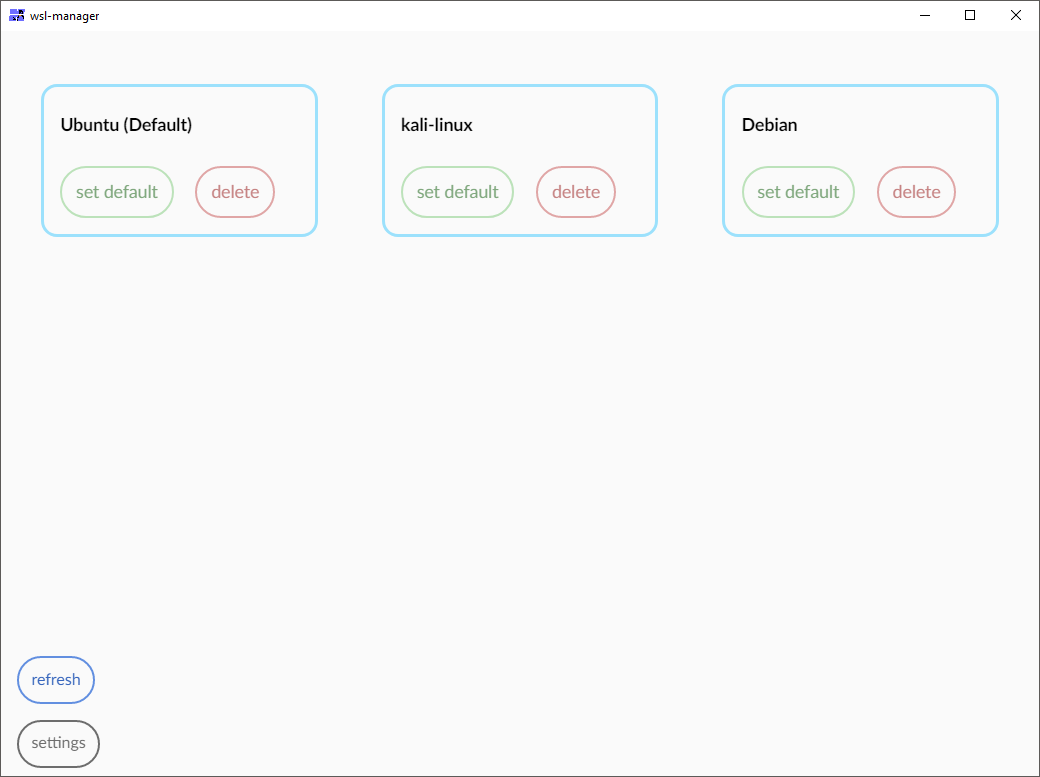 wsl-manager
Ubuntu (Default)
kali-linux
Debian
set default
delete
set default
delete
set default
delete
refresh
settings